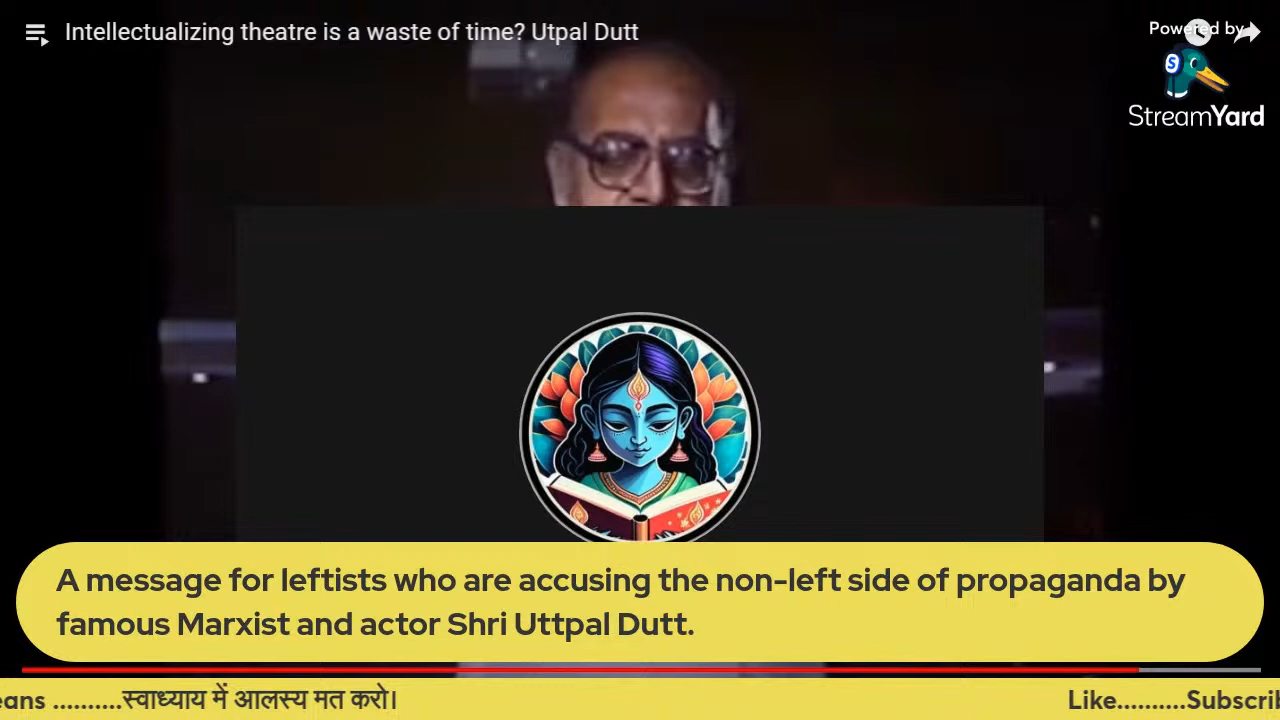 Intellectualizing theatre is a waste of time? Utpal Dutt
Powered by
S
StreamYard
A message for leftists who are accusing the non-left side of propaganda by
famous Marxist and actor Shri Uttpal Dutt.
eans ..........स्वाध्याय में आलस्य मत करो। Like..........Subscrib